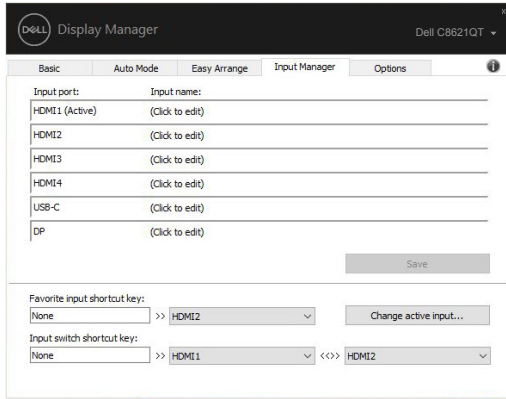 DELL Display Manager
x
Dell C8621QT
Basic Auto Mode Easy Arrange Input Manager Options i
Input port: Input name:
HDMI1 (Active) (Click to edit)
HDMI2 (Click to edit)
HDMI3 (Click to edit)
HDMI4 (Click to edit)
USB-C (Click to edit)
DP (Click to edit)
Save
Favorite input shortcut key:
None >> HDMI2 Change active input...
Input switch shortcut key:
None >> HDMI1 <<>> HDMI2